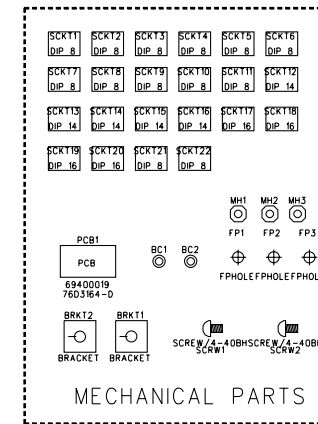 SCKT1 SCKT2 SCKT3 SCKT4 SCKT5 SCKT6
DIP 8 DIP 8 DIP 8 DIP 8 DIP 8 DIP 8
SCKT7 SCKT8 SCKT9 SCKT10 SCKT11 SCKT12
DIP 8 DIP 8 DIP 8 DIP 8 DIP 8 DIP 14
SCKT13 SCKT14 SCKT15 SCKT16 SCKT17 SCKT18
DIP 14 DIP 14 DIP 14 DIP 14 DIP 16 DIP 16
SCKT19 SCKT20 SCKT21 SCKT22
DIP 16 DIP 16 DIP 8 DIP 8
MH1 MH2 MH3
FP1 FP2 FP3
PCB1 BC1 BC2
PCB
FPHOLE FPHOLE FPHOL
69400019
76D3164-D
BRKT2 BRKT1
SCREW/4-40BH SCREW/4-40B
SCRW1 SCRW2
BRACKET BRACKET
MECHANICAL PARTS